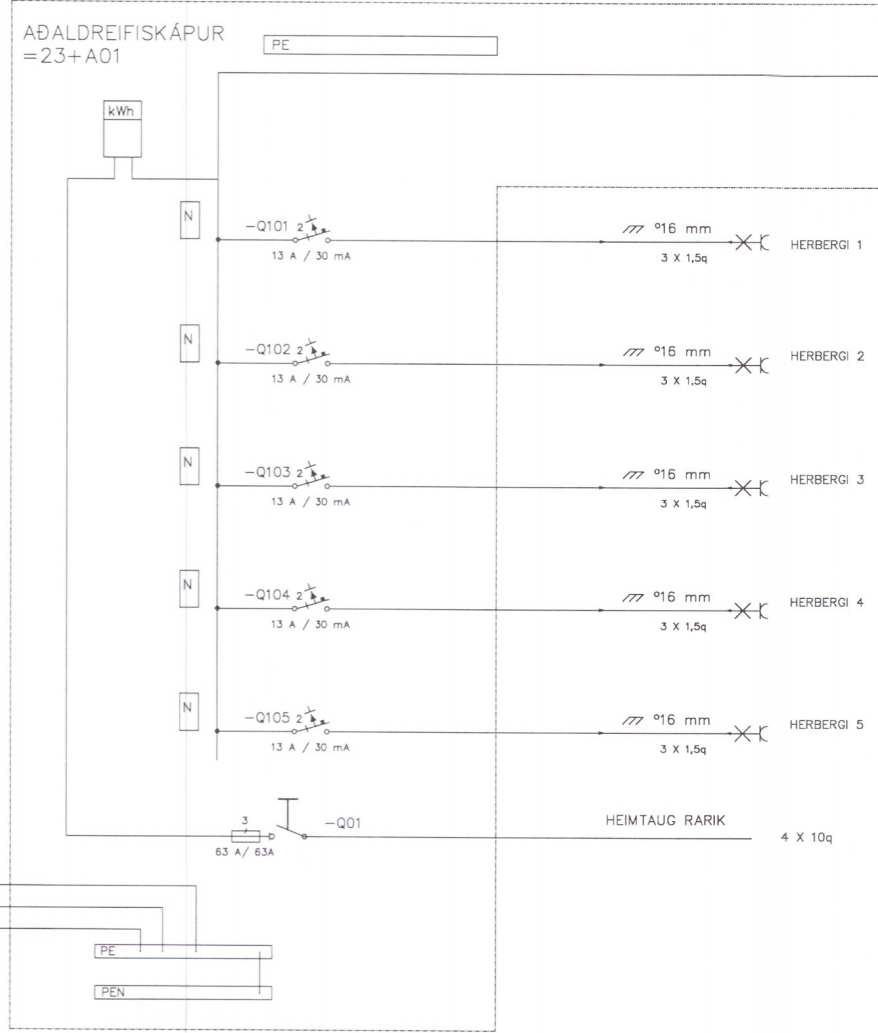 AÐALDREIFISKÁPUR
=23+A01
PE
kWh
N
-Q101 2
13 A / 30 mA
º16 mm
3 X 1,5q
HERBERGI 1
N
-Q102 2
13 A / 30 mA
º16 mm
3 X 1,5q
HERBERGI 2
N
-Q103 2
13 A / 30 mA
º16 mm
3 X 1,5q
HERBERGI 3
N
-Q104 2
13 A / 30 mA
º16 mm
3 X 1,5q
HERBERGI 4
N
-Q105 2
13 A / 30 mA
º16 mm
3 X 1,5q
HERBERGI 5
3
63 A/ 63A
-Q01
HEIMTAUG RARIK
4 X 10q
PE
PEN